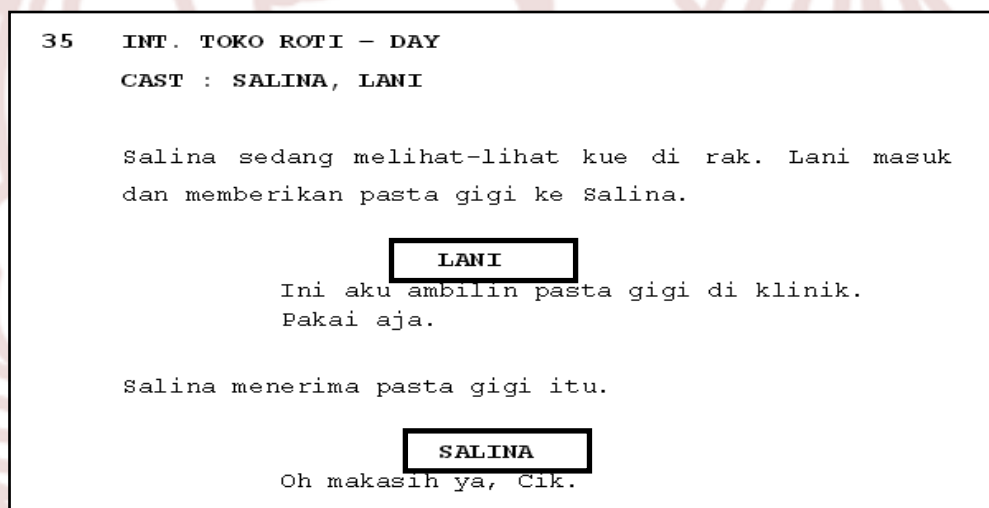 35 INT. TOKO ROTI – DAY
CAST : SALINA, LANI
Salina sedang melihat-lihat kue di rak. Lani masuk
dan memberikan pasta gigi ke Salina.
LANI
Ini aku ambilin pasta gigi di klinik.
Pakai aja.
Salina menerima pasta gigi itu.
SALINA
Oh makasih ya, Cik.